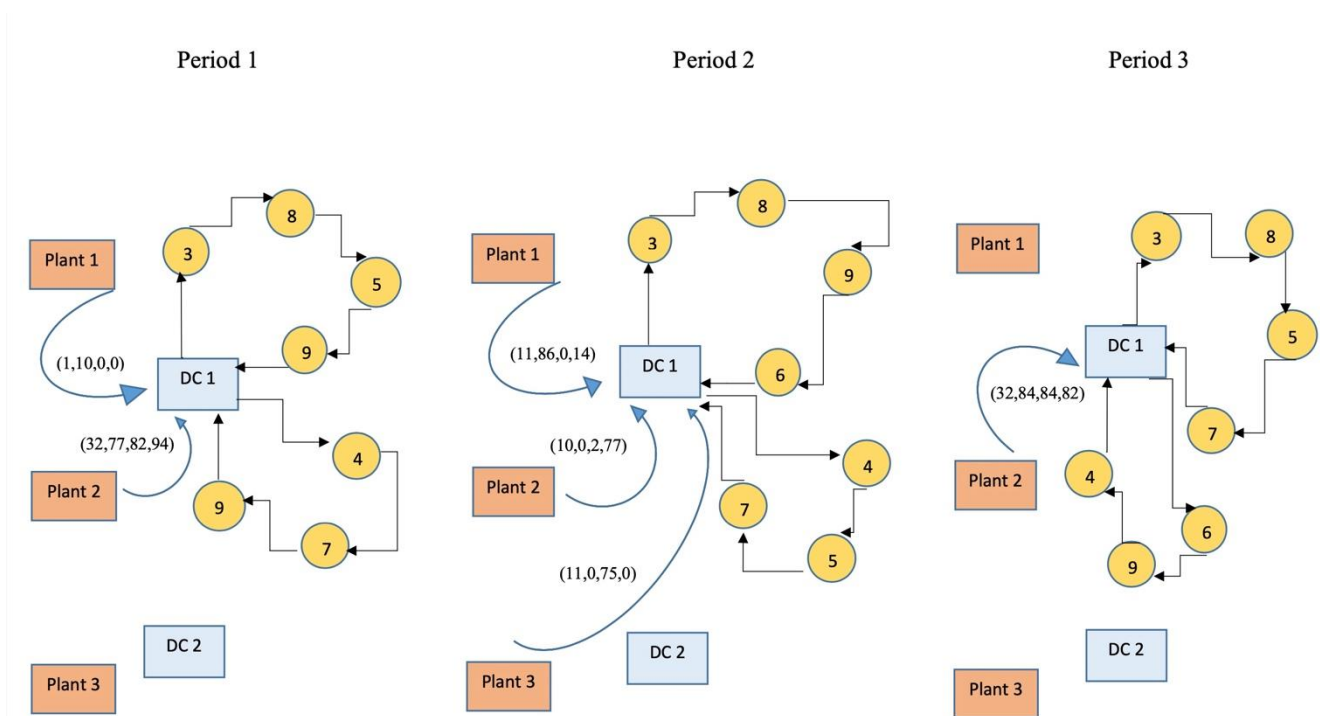 Period 1
Period 2
Period 3
8
3
Plant 1
5
9
(1,10,0,0)
DC 1
(32,77,82,94)
4
Plant 2
9
7
DC 2
Plant 3
8
3
Plant 1
9
(11,86,0,14)
DC 1
6
(10,0,2,77)
4
Plant 2
7
5
(11,0,75,0)
DC 2
Plant 3
3
8
Plant 1
5
DC 1
(32,84,84,82)
7
Plant 2
4
6
9
DC 2
Plant 3